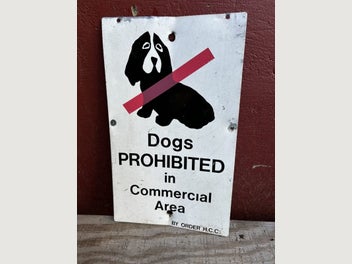 Dogs
PROHIBITED
in
Commercial
Area
BY ORDER H.C.C.